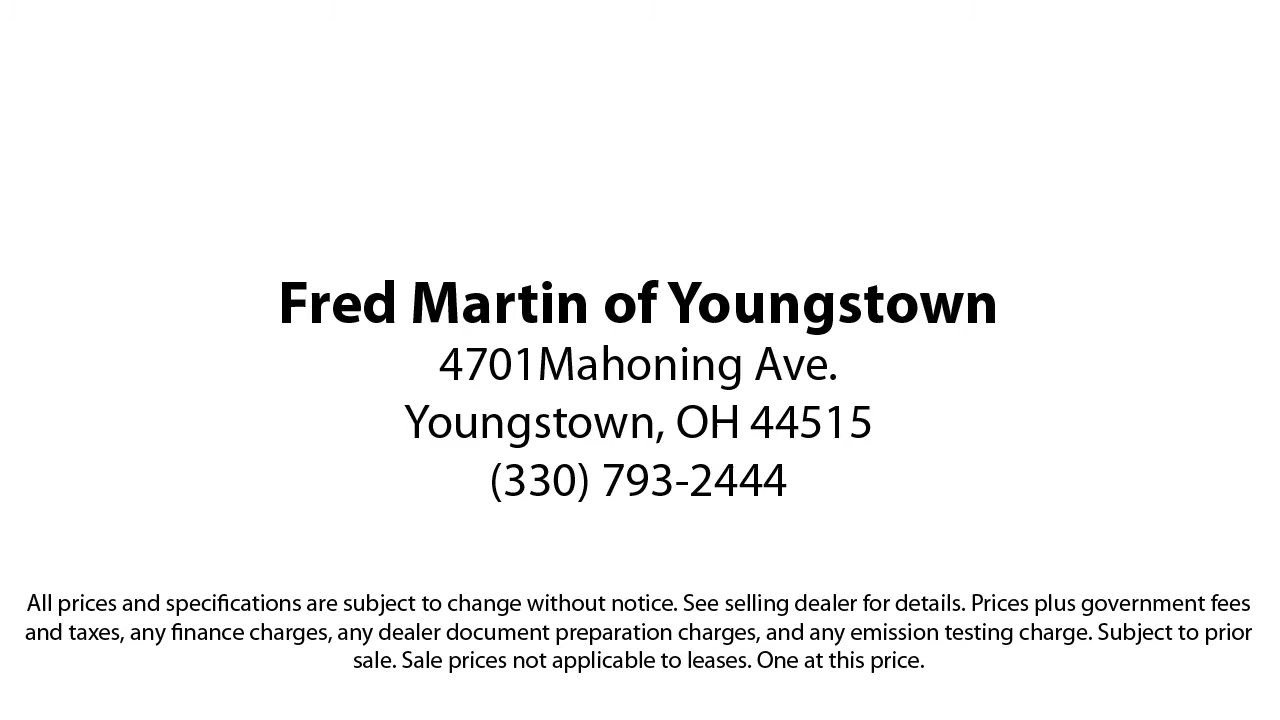 Fred Martin of Youngstown
4701Mahoning Ave.
Youngstown, OH 44515
(330) 793-2444
All prices and specifications are subject to change without notice. See selling dealer for details. Prices plus government fees
and taxes, any finance charges, any dealer document preparation charges, and any emission testing charge. Subject to prior
sale. Sale prices not applicable to leases. One at this price.